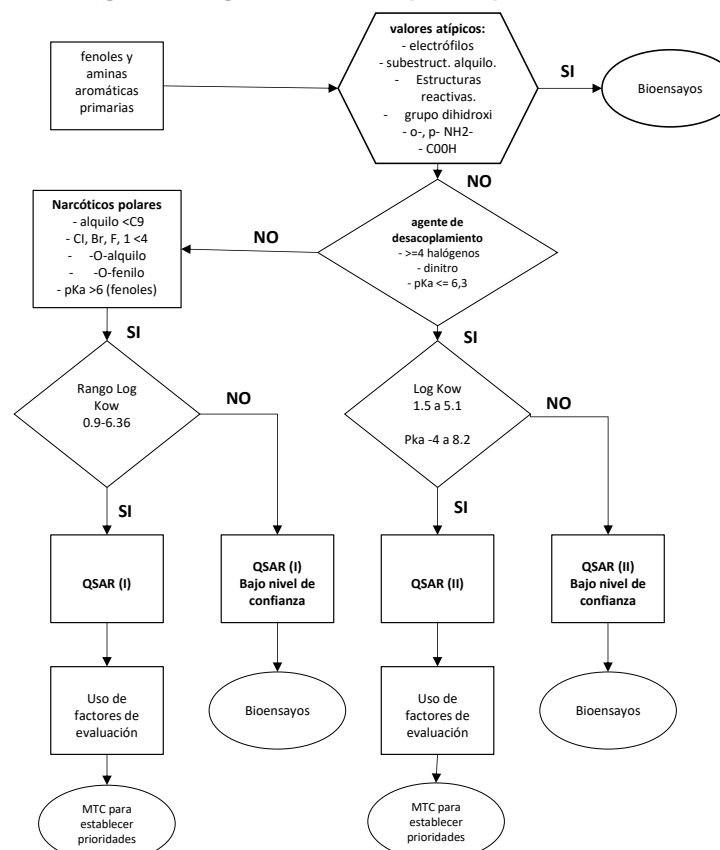 fenoles y
aminas
aromáticas
primarias
valores atípicos:
- electrófilos
- subestruct. alquilo.
- Estructuras
reactivas.
- grupo dihidroxi
- o-, p- NH2-
- C00H
SI
Bioensayos
NO
Narcóticos polares
- alquilo <C9
- CI, Br, F, 1 <4
- -O-alquilo
- -O-fenilo
- pKa >6 (fenoles)
NO
agente de
desacoplamiento
- >=4 halógenos
- dinitro
- pKa <= 6,3
SI
SI
Rango Log
Kow
0.9-6.36
NO
Log Kow
1.5 a 5.1
Pka -4 a 8.2
NO
SI
SI
QSAR (I)
QSAR (I)
Bajo nivel de
confianza
QSAR (II)
QSAR (II)
Bajo nivel de
confianza
Uso de
factores de
evaluación
Bioensayos
Uso de
factores de
evaluación
Bioensayos
MTC para
establecer
prioridades
MTC para
establecer
prioridades